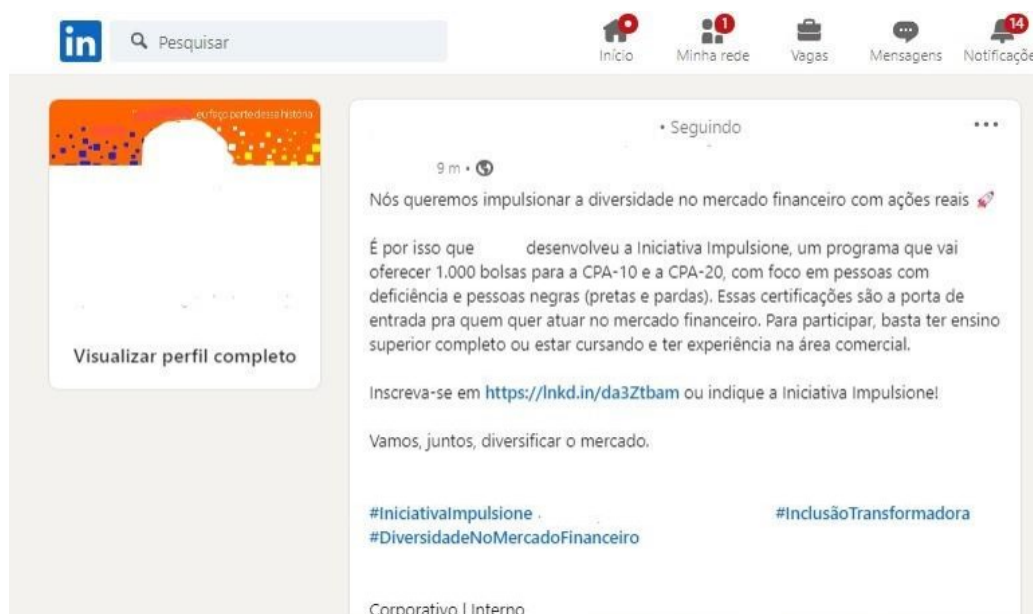 in
Pesquisar
Início
1
Minha rede
Vagas
Mensagens
14
Notificaçõe
eu faço parte dessa história
• Seguindo
9 m •
Nós queremos impulsionar a diversidade no mercado financeiro com ações reais 🚀
É por isso que desenvolveu a Iniciativa Impulsione, um programa que vai
oferecer 1.000 bolsas para a CPA-10 e a CPA-20, com foco em pessoas com
deficiência e pessoas negras (pretas e pardas). Essas certificações são a porta de
entrada pra quem quer atuar no mercado financeiro. Para participar, basta ter ensino
superior completo ou estar cursando e ter experiência na área comercial.
Visualizar perfil completo
Inscreva-se em https://lnkd.in/da3Ztbam ou indique a Iniciativa Impulsione!
Vamos, juntos, diversificar o mercado.
#IniciativaImpulsione #InclusãoTransformadora
#DiversidadeNoMercadoFinanceiro
Corporativo | Interno